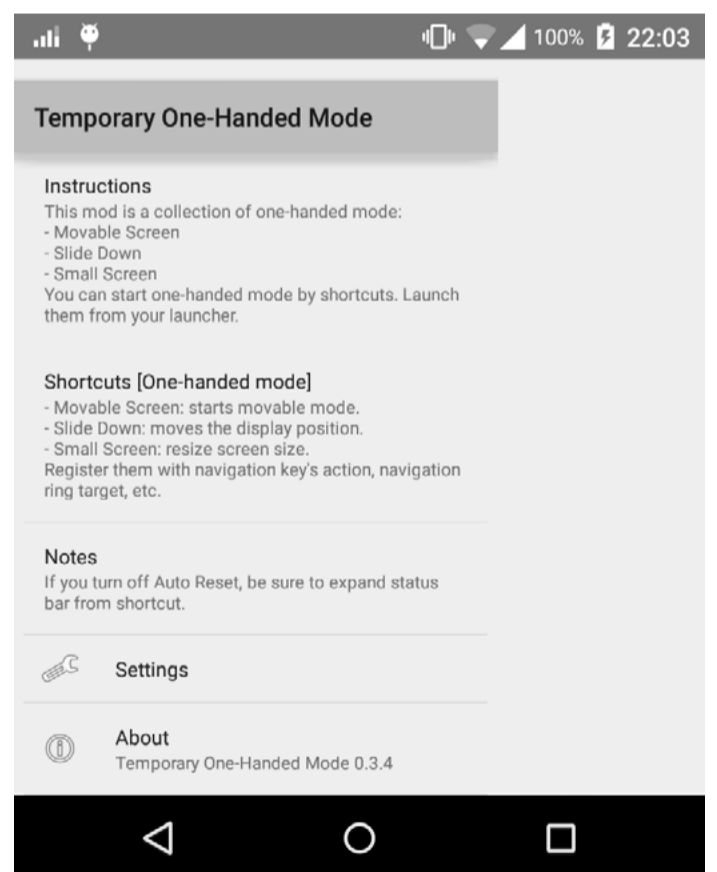 100% 22:03
Temporary One-Handed Mode
Instructions
This mod is a collection of one-handed mode:
- Movable Screen
- Slide Down
- Small Screen
You can start one-handed mode by shortcuts. Launch
them from your launcher.
Shortcuts [One-handed mode]
- Movable Screen: starts movable mode.
- Slide Down: moves the display position.
- Small Screen: resize screen size.
Register them with navigation key's action, navigation
ring target, etc.
Notes
If you turn off Auto Reset, be sure to expand status
bar from shortcut.
Settings
About
Temporary One-Handed Mode 0.3.4